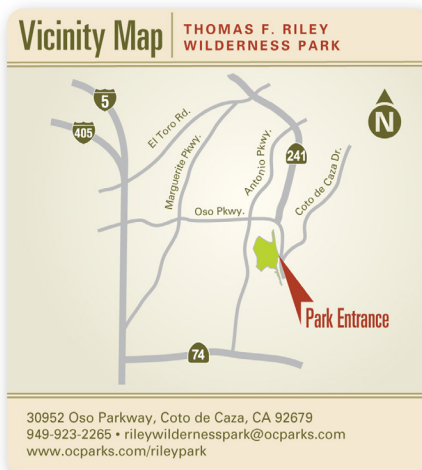 Vicinity Map
THOMAS F. RILEY
WILDERNESS PARK
5
405
El Toro Rd.
Marguerite Pkwy.
Antonio Pkwy.
241
N
Coto de Caza Dr.
Oso Pkwy.
Park Entrance
74
30952 Oso Parkway, Coto de Caza, CA 92679
949-923-2265 • rileywildernesspark@ocparks.com
www.ocparks.com/rileypark